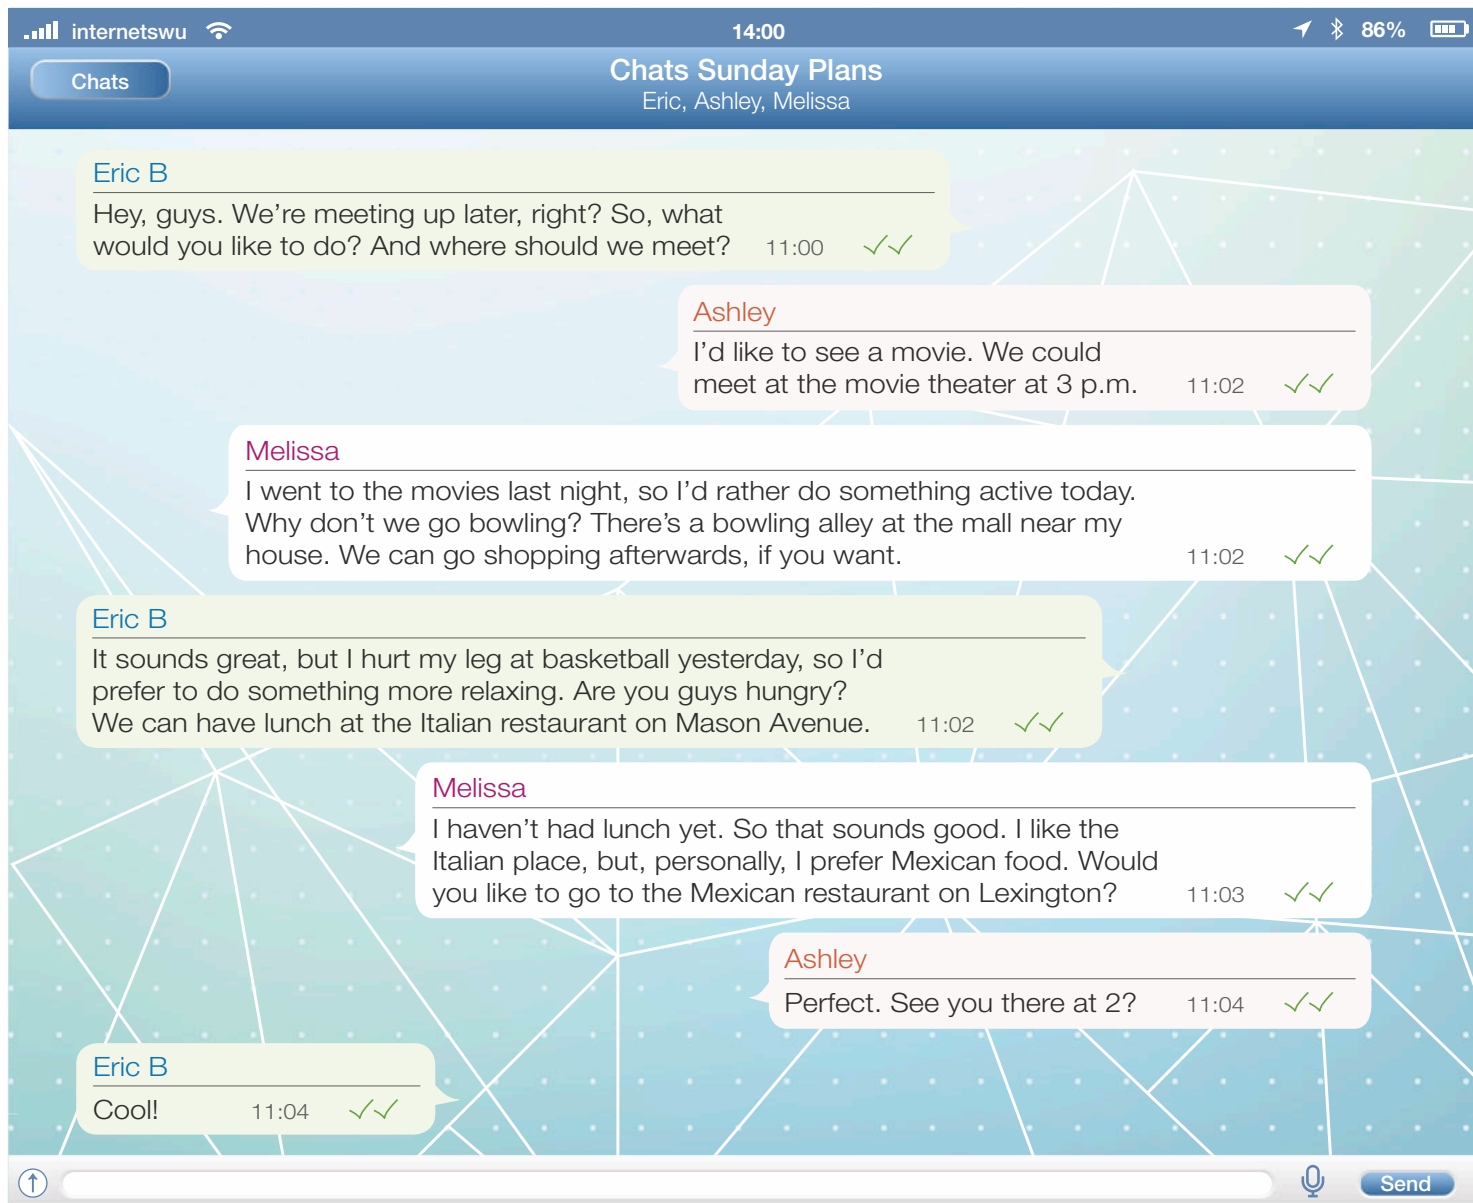 internetswu 14:00 86%
Chats
Chats Sunday Plans
Eric, Ashley, Melissa
Eric B
Hey, guys. We’re meeting up later, right? So, what
would you like to do? And where should we meet? 11:00
Ashley
I’d like to see a movie. We could
meet at the movie theater at 3 p.m. 11:02
Melissa
I went to the movies last night, so I’d rather do something active today.
Why don’t we go bowling? There’s a bowling alley at the mall near my
house. We can go shopping afterwards, if you want. 11:02
Eric B
It sounds great, but I hurt my leg at basketball yesterday, so I’d
prefer to do something more relaxing. Are you guys hungry?
We can have lunch at the Italian restaurant on Mason Avenue. 11:02
Melissa
I haven’t had lunch yet. So that sounds good. I like the
Italian place, but, personally, I prefer Mexican food. Would
you like to go to the Mexican restaurant on Lexington? 11:03
Ashley
Perfect. See you there at 2? 11:04
Eric B
Cool! 11:04
Send